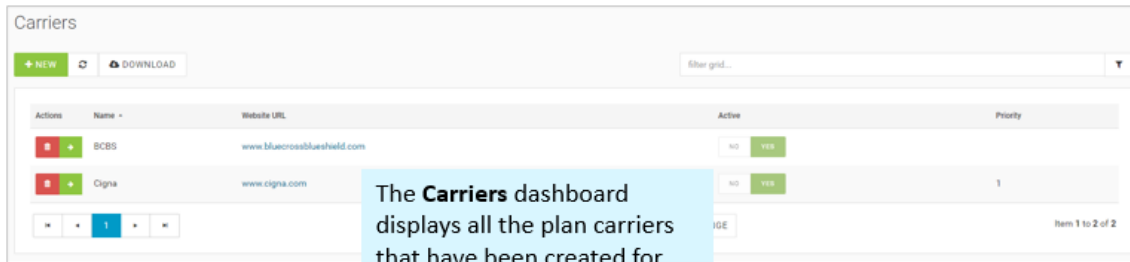 Carriers
+ NEW DOWNLOAD filter grid...
Actions Name Website URL Active Priority
BCBS www.bluecrossblueshield.com NO YES
Cigna www.cigna.com NO YES 1
1 Item 1 to 2 of 2
The Carriers dashboard
displays all the plan carriers
that have been created for